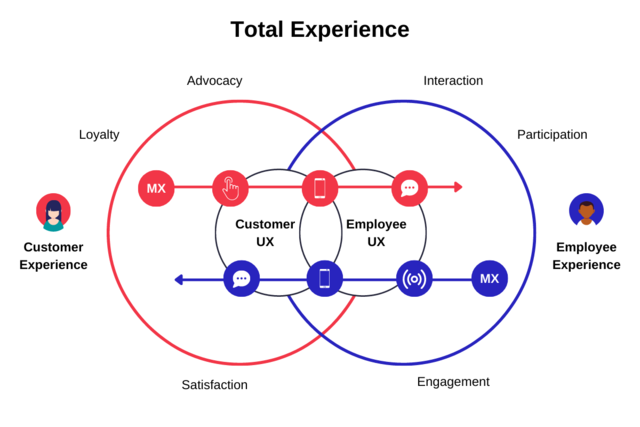 Total Experience
Advocacy
Interaction
Loyalty
Participation
MX
Customer
UX
Employee
UX
Customer
Experience
Employee
Experience
MX
Satisfaction
Engagement